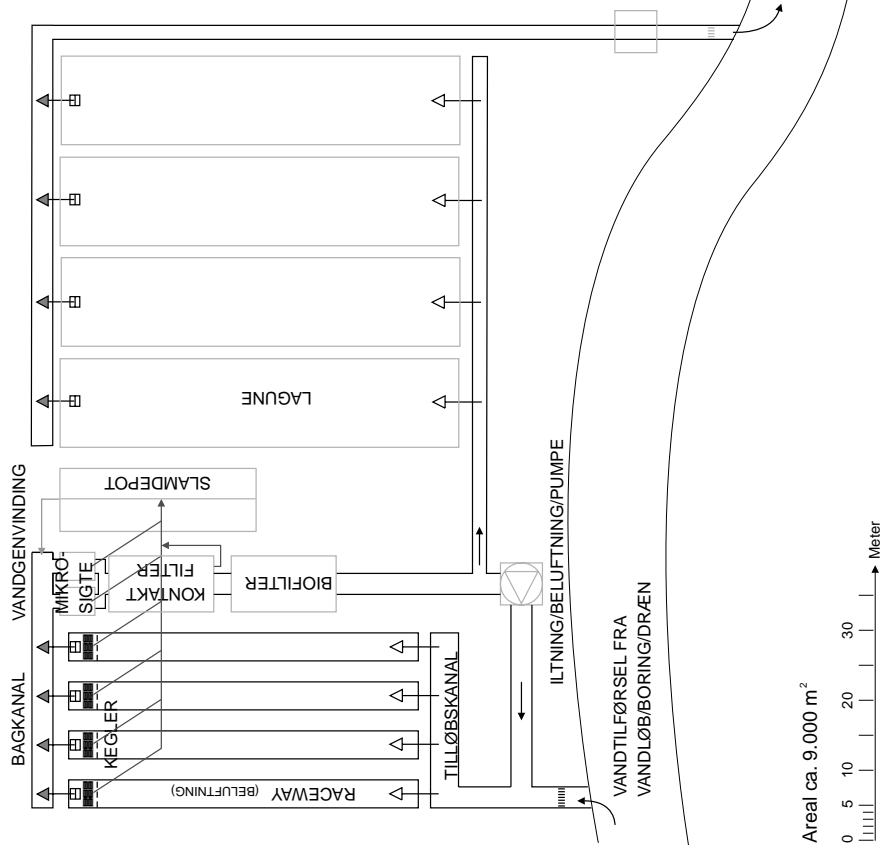 BAGKANAL
VANDGENVINDING
MIKRO-
SIGTE
KONTAKT
FILTER
BIOFILTER
SLAMDEPOT
LAGUNE
KEGLER
RACEWAY (BELUFTNING)
TILLØBSKANAL
ILTNING/BELUFTNING/PUMPE
VANDTILFØRSEL FRA
VANDLØB/BORING/DRÆN
Areal ca. 9.000 m²
0 5 10 20 30
Meter